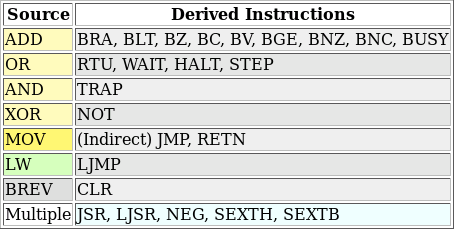 Source Derived Instructions
ADD BRA, BLT, BZ, BC, BV, BGE, BNZ, BNC, BUSY
OR RTU, WAIT, HALT, STEP
AND TRAP
XOR NOT
MOV (Indirect) JMP, RETN
LW LJMP
BREV CLR
Multiple JSR, LJSR, NEG, SEXTH, SEXTB